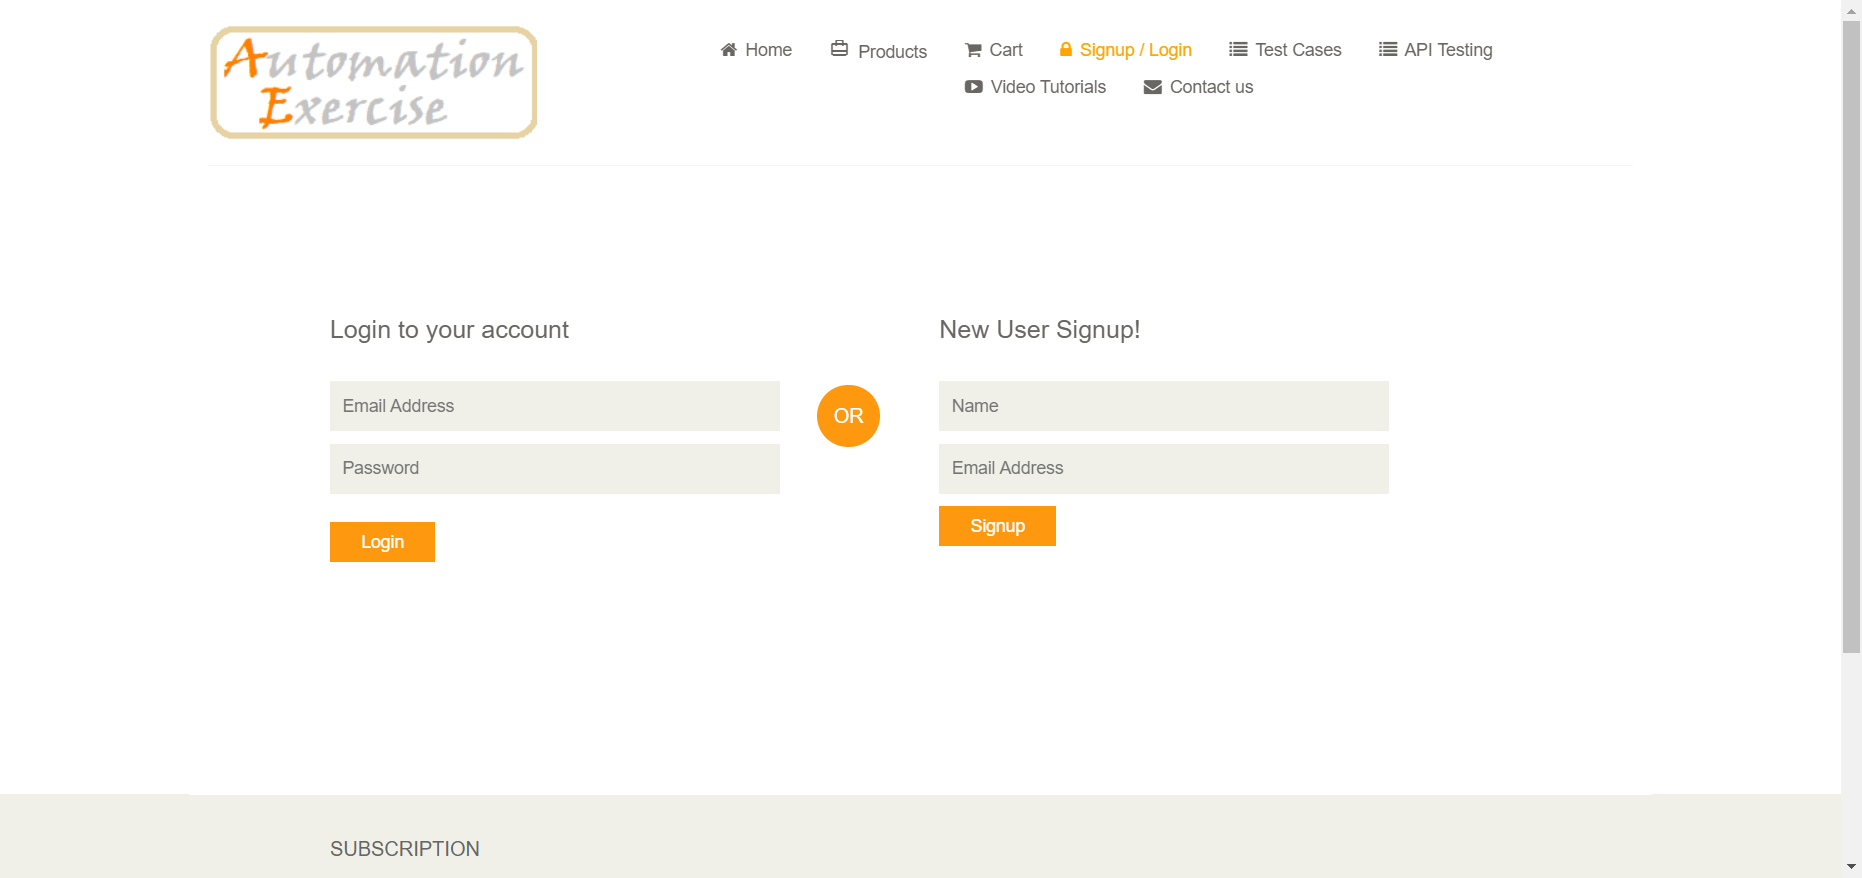 Automation
Exercise
Home Products Cart Signup / Login Test Cases API Testing
Video Tutorials Contact us
Login to your account
Email Address
Password
Login
OR
New User Signup!
Name
Email Address
Signup
SUBSCRIPTION